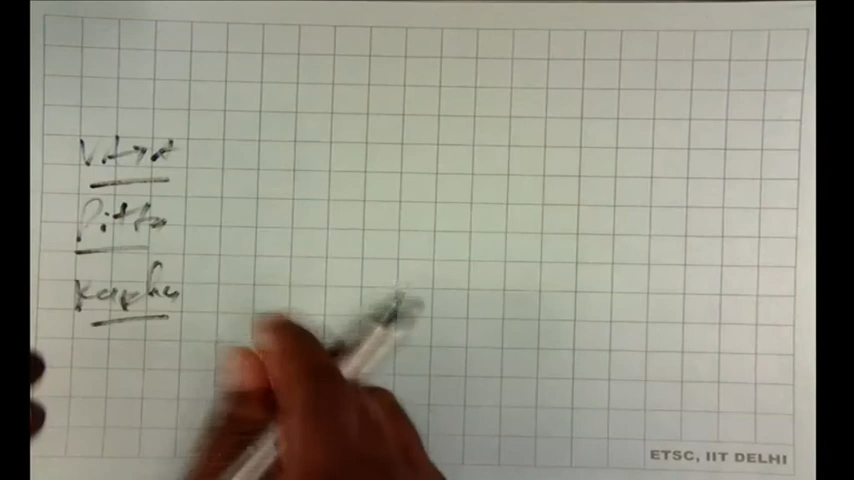 Vata
Pitta
Kapha
ETSC, IIT DELHI